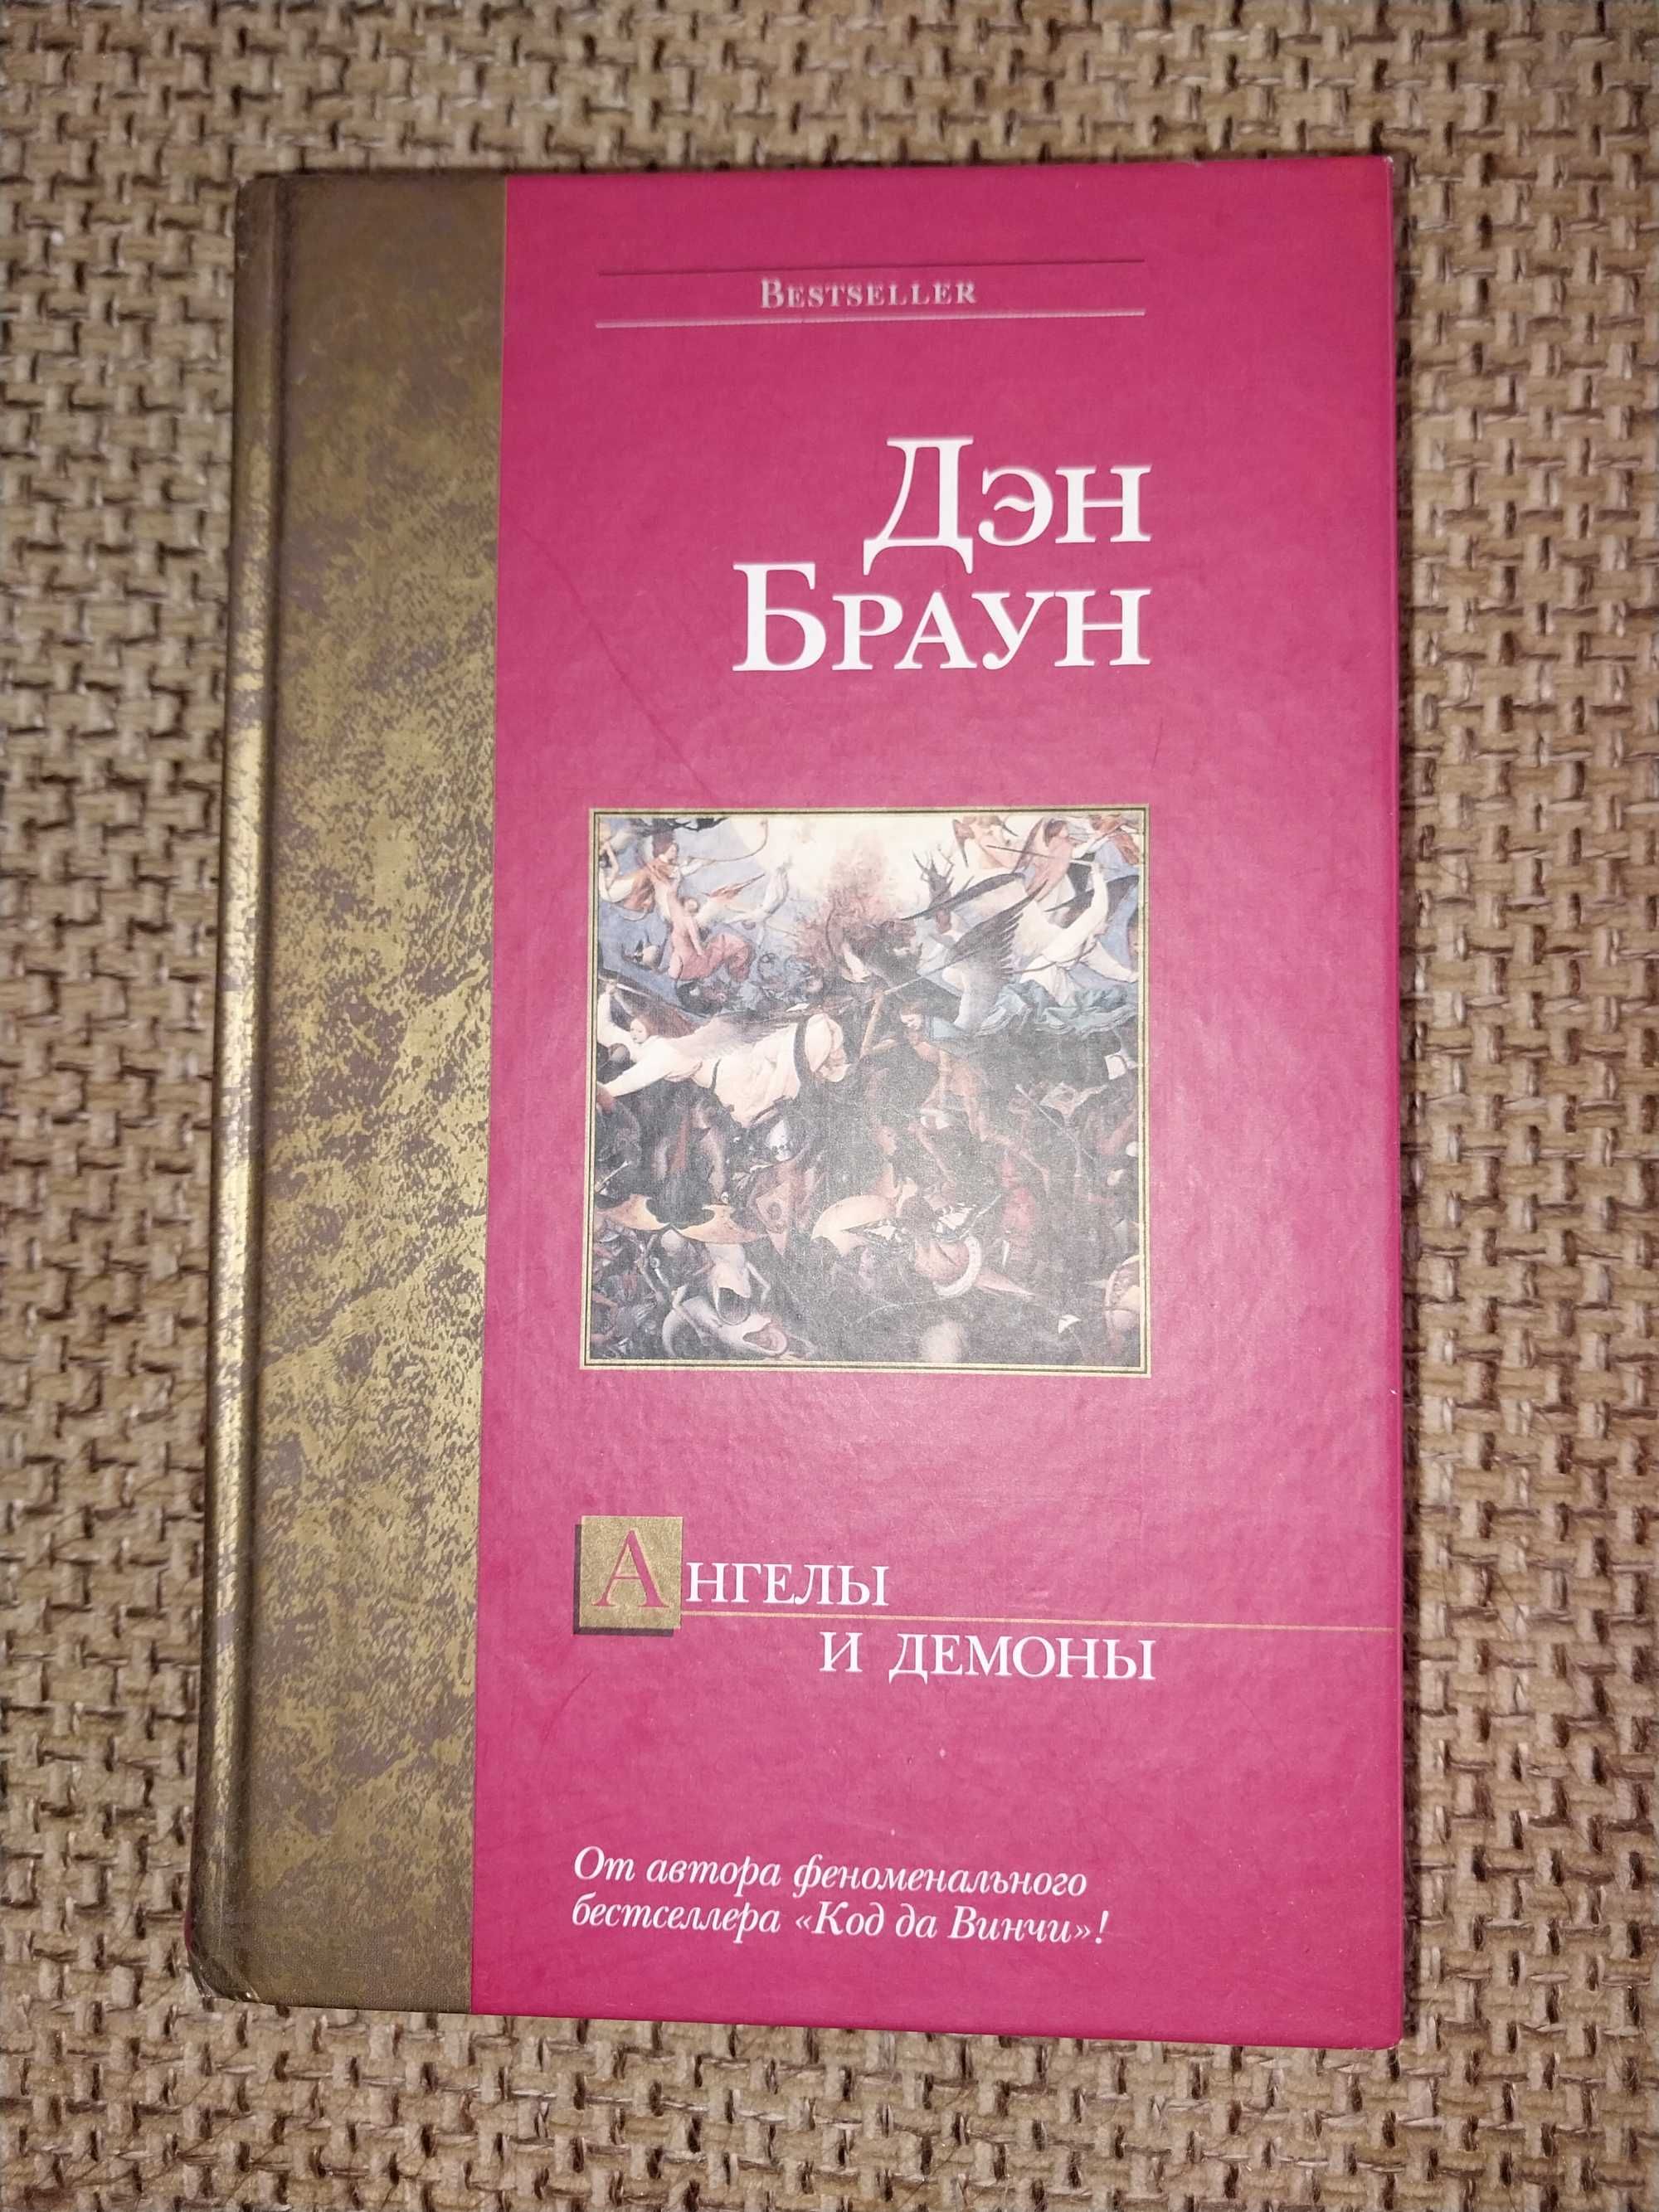 BESTSELLER
ДЭН
БРАУН
АНГЕЛЫ
И ДЕМОНЫ
От автора феноменального
бестселлера «Код да Винчи»!